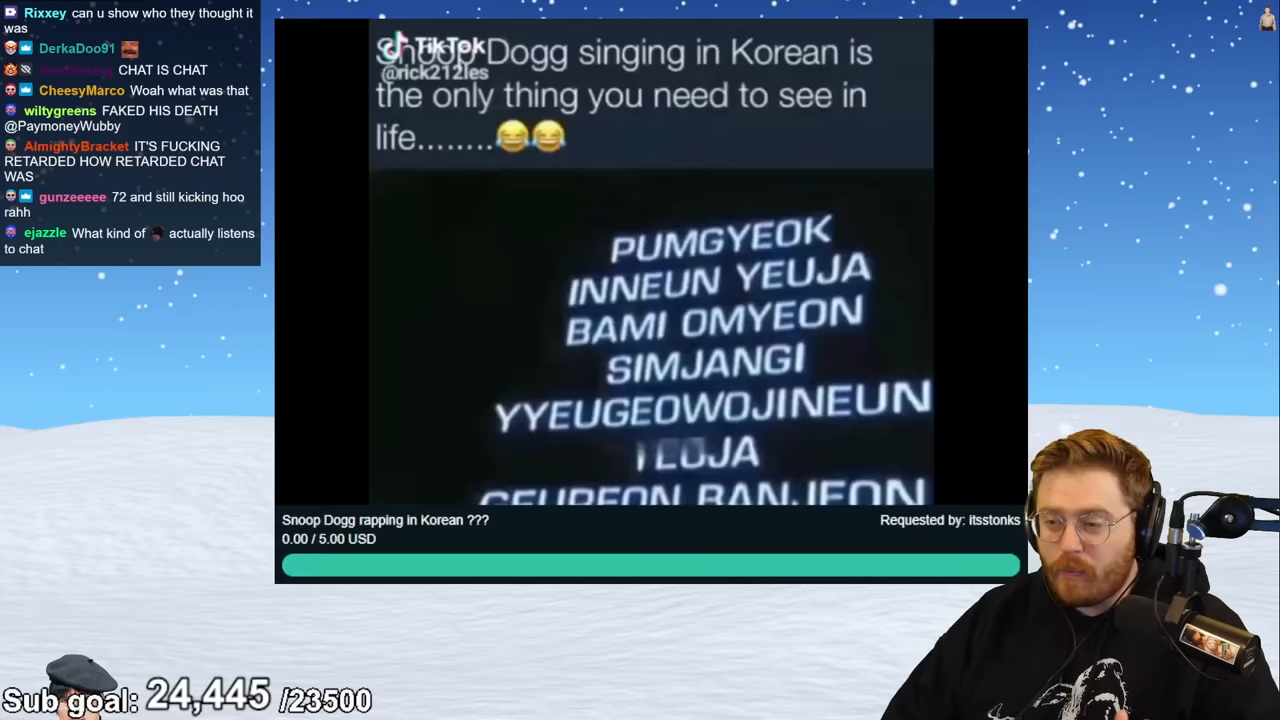 Rixxey can u show who they thought it
was
DerkaDoo91
CHAT IS CHAT
CheesyMarco Woah what was that
wiltygreens FAKED HIS DEATH
@PaymoneyWubby
AlmightyBracket IT'S FUCKING
RETARDED HOW RETARDED CHAT
WAS
gunzeeeee 72 and still kicking hoo
rahh
ejazzle What kind of actually listens
to chat
TikTok
@rick212les
Snoop Dogg singing in Korean is
the only thing you need to see in
life........😂😂
PUMGYEOK
INNEUN YEUJA
BAMI OMYEON
SIMJANGI
YYEUGEOWOJINEUN
GEUREON BANJEON
Snoop Dogg rapping in Korean ???
Requested by: itsstonks
0.00 / 5.00 USD
Sub goal: 24,445 /23500